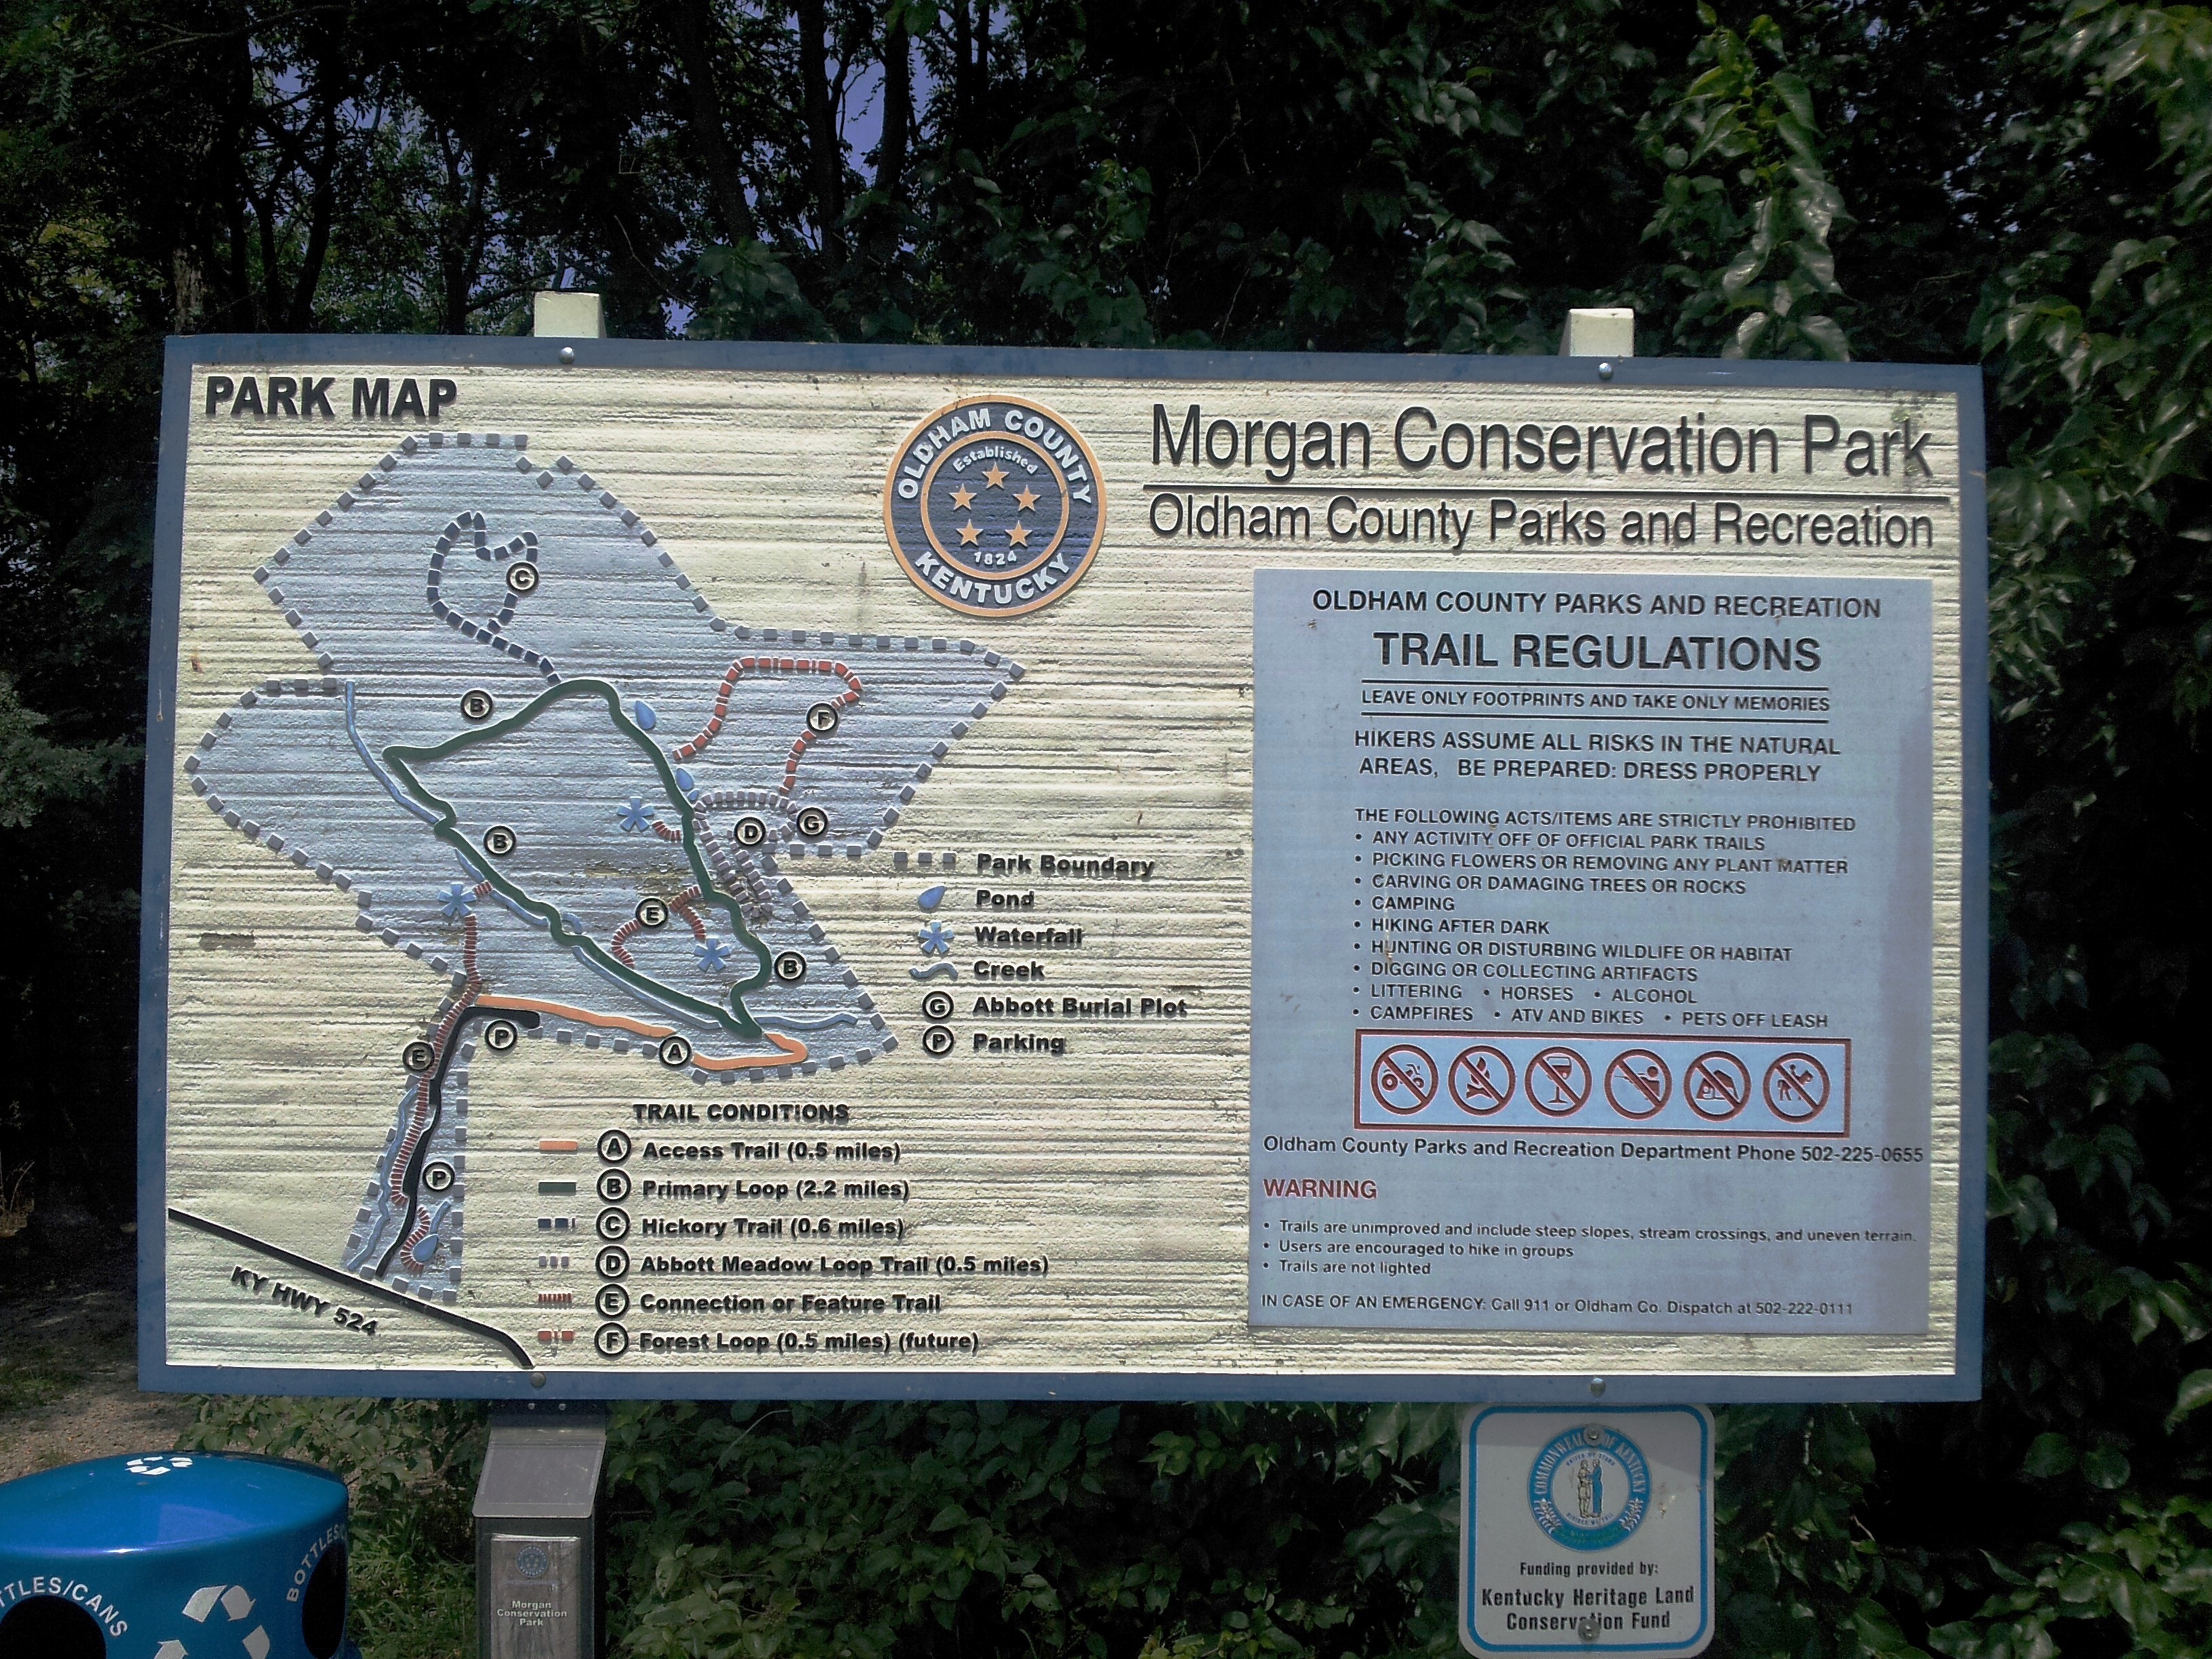 PARK MAP
OLDHAM COUNTY
Established
1824
KENTUCKY
Morgan Conservation Park
Oldham County Parks and Recreation
C
B
F
B
D
G
E
B
P
A
E
P
KY HWY 524
Park Boundary
Pond
Waterfall
Creek
G Abbott Burial Plot
P Parking
TRAIL CONDITIONS
A Access Trail (0.5 miles)
B Primary Loop (2.2 miles)
C Hickory Trail (0.6 miles)
D Abbott Meadow Loop Trail (0.5 miles)
E Connection or Feature Trail
F Forest Loop (0.5 miles) (future)
OLDHAM COUNTY PARKS AND RECREATION
TRAIL REGULATIONS
LEAVE ONLY FOOTPRINTS AND TAKE ONLY MEMORIES
HIKERS ASSUME ALL RISKS IN THE NATURAL
AREAS, BE PREPARED: DRESS PROPERLY
THE FOLLOWING ACTS/ITEMS ARE STRICTLY PROHIBITED
• ANY ACTIVITY OFF OF OFFICIAL PARK TRAILS
• PICKING FLOWERS OR REMOVING ANY PLANT MATTER
• CARVING OR DAMAGING TREES OR ROCKS
• CAMPING
• HIKING AFTER DARK
• HUNTING OR DISTURBING WILDLIFE OR HABITAT
• DIGGING OR COLLECTING ARTIFACTS
• LITTERING • HORSES • ALCOHOL
• CAMPFIRES • ATV AND BIKES • PETS OFF LEASH
Oldham County Parks and Recreation Department Phone 502-225-0655
WARNING
• Trails are unimproved and include steep slopes, stream crossings, and uneven terrain.
• Users are encouraged to hike in groups
• Trails are not lighted
IN CASE OF AN EMERGENCY: Call 911 or Oldham Co. Dispatch at 502-222-0111
TTLES/CANS
BOTTLES/C
Morgan
Conservation
Park
COMMONWEALTH OF KENTUCKY
Funding provided by:
Kentucky Heritage Land
Conservation Fund